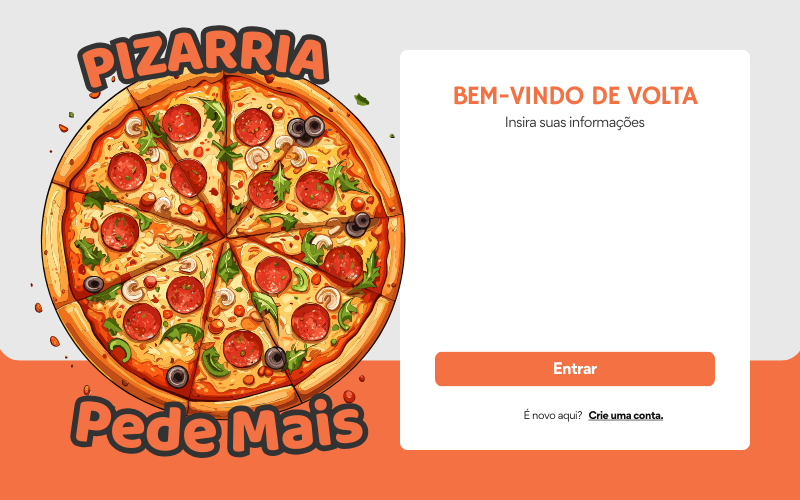 PIZARRIA
Pede Mais
BEM-VINDO DE VOLTA
Insira suas informações
Entrar
É novo aqui? Crie uma conta.